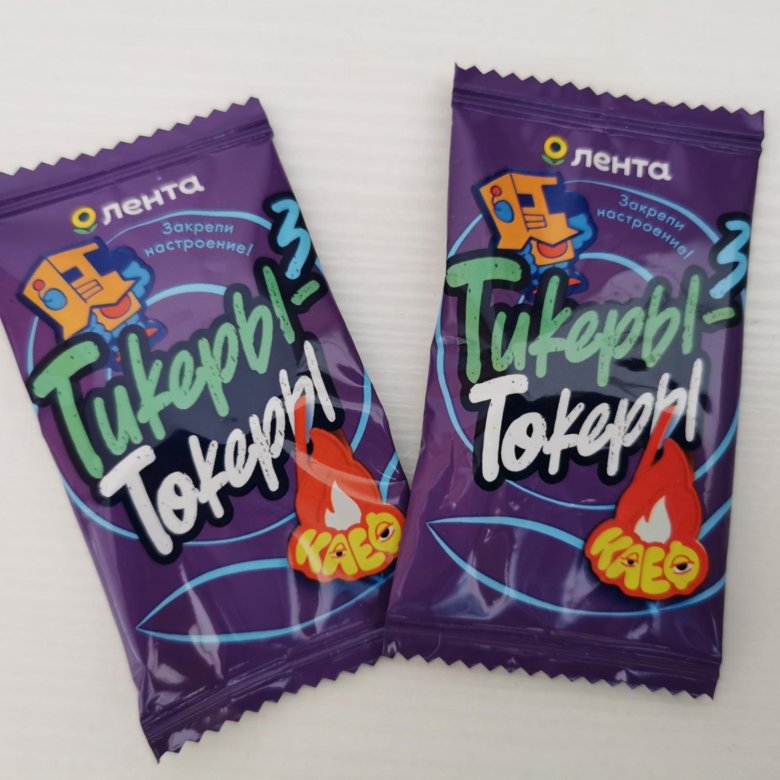 лента
Закрепи
настроение!
Тикеры-
3
Токеры
КАЕФ
лента
Закрепи
настроение!
Тикеры-
3
Токеры
КАЕФ